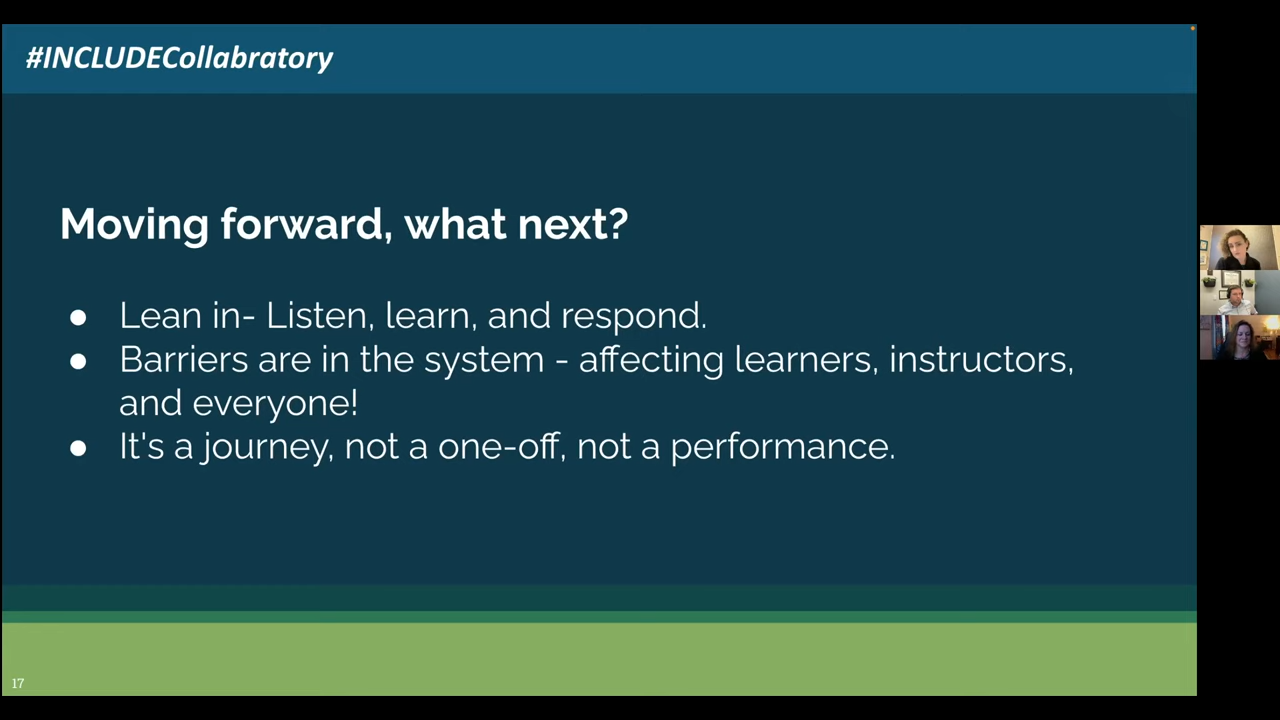 #INCLUDECollabratory
Moving forward, what next?
● Lean in- Listen, learn, and respond.
● Barriers are in the system - affecting learners, instructors,
and everyone!
● It's a journey, not a one-off, not a performance.
17